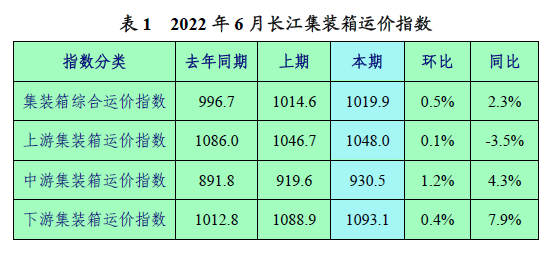 表 1 2022 年 6 月长江集装箱运价指数
指数分类 去年同期 上期 本期 环比 同比
集装箱综合运价指数 996.7 1014.6 1019.9 0.5% 2.3%
上游集装箱运价指数 1086.0 1046.7 1048.0 0.1% -3.5%
中游集装箱运价指数 891.8 919.6 930.5 1.2% 4.3%
下游集装箱运价指数 1012.8 1088.9 1093.1 0.4% 7.9%